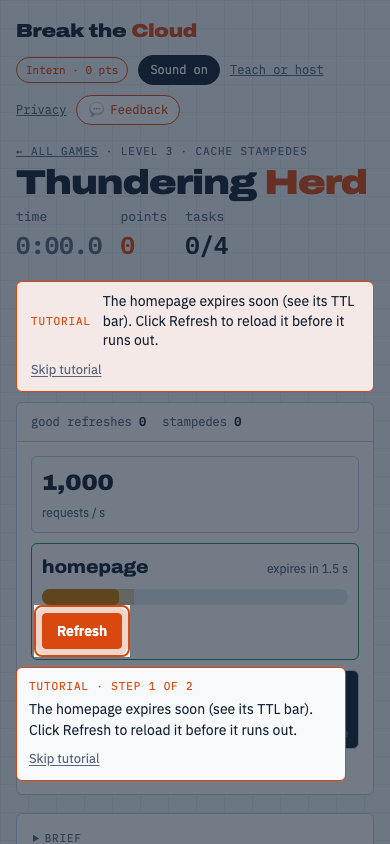 Break the Cloud
Intern · 0 pts
Sound on
Teach or host
Privacy
💬 Feedback
← ALL GAMES · LEVEL 3 · CACHE STAMPEDES
Thundering Herd
time points tasks
0:00.0 0 0/4
TUTORIAL
The homepage expires soon (see its TTL
bar). Click Refresh to reload it before it
runs out.
Skip tutorial
good refreshes 0 stampedes 0
1,000
requests / s
homepage
expires in 1.5 s
Refresh
TUTORIAL · STEP 1 OF 2
The homepage expires soon (see its TTL bar).
Click Refresh to reload it before it runs out.
Skip tutorial
▸ BRIEF